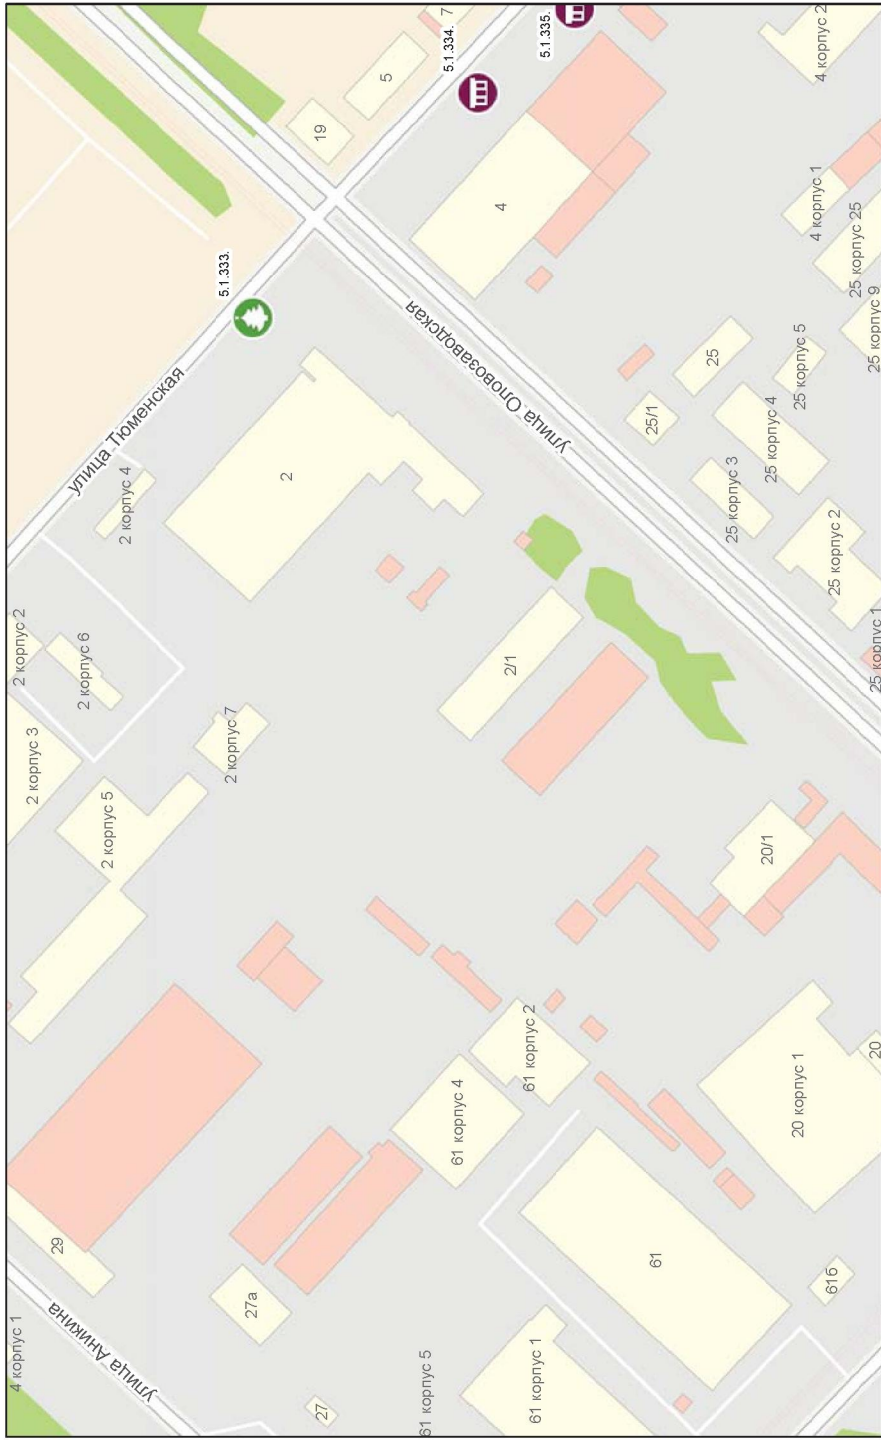 7
5.1.334.
5.1.335.
4 корпус 2
5
19
4 корпус 1
4
25 корпус 25
5.1.333.
25 корпус 9
улица Оловозаводская
25
25 корпус 5
улица Тюменская
25/1
25 корпус 4
2
25 корпус 3
2 корпус 4
25 корпус 2
2 корпус 2
2 корпус 6
2/1
25 корпус 1
2 корпус 7
2 корпус 3
2 корпус 5
20/1
61 корпус 2
20
61 корпус 4
20 корпус 1
29
61
61б
27а
улица Аникина
4 корпус 1
61 корпус 5
61 корпус 1
27